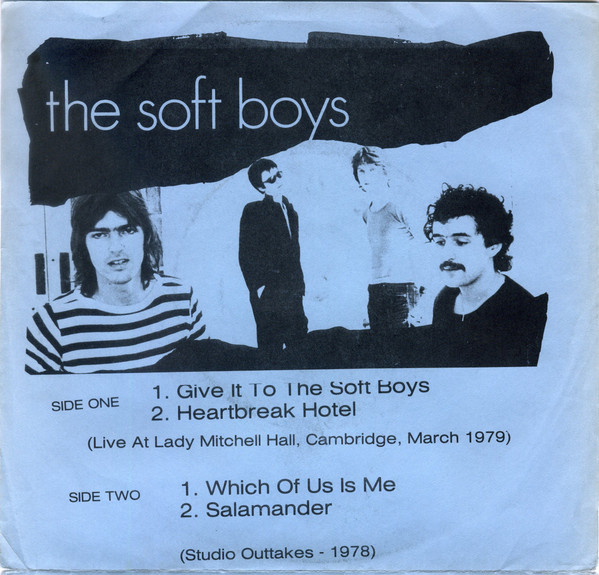 the soft boys
SIDE ONE
1. Give It To The Soft Boys
2. Heartbreak Hotel
(Live At Lady Mitchell Hall, Cambridge, March 1979)
SIDE TWO
1. Which Of Us Is Me
2. Salamander
(Studio Outtakes - 1978)